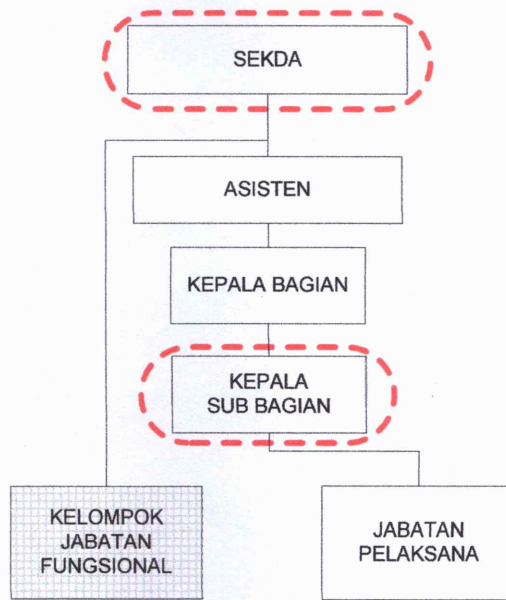 SEKDA
ASISTEN
KEPALA BAGIAN
KEPALA
SUB BAGIAN
KELOMPOK
JABATAN
FUNGSIONAL
JABATAN
PELAKSANA